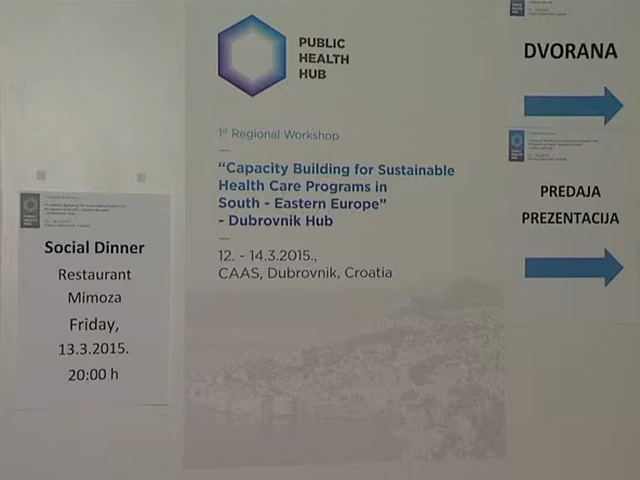 Social Dinner
Restaurant
Mimoza
Friday,
13.3.2015.
20:00 h
PUBLIC
HEALTH
HUB
1st Regional Workshop
“Capacity Building for Sustainable
Health Care Programs in
South - Eastern Europe”
- Dubrovnik Hub
12. - 14.3.2015.,
CAAS, Dubrovnik, Croatia
DVORANA
PREDAJA
PREZENTACIJA